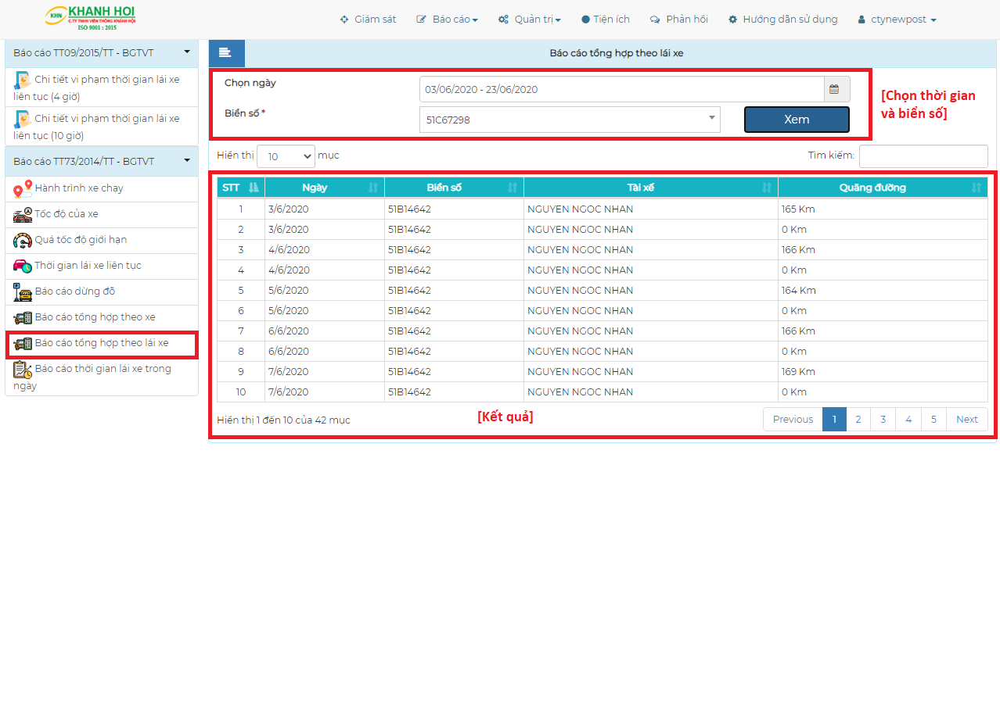 KHN KHANH HOI
C.TY TNHH VIỄN THÔNG KHÁNH HỘI
ISO 9001 : 2015
Giám sát Báo cáo Quản trị Tiện ích Phản hồi Hướng dẫn sử dụng ctynewpost
Báo cáo TT09/2015/TT - BGTVT
Chi tiết vi phạm thời gian lái xe
liên tục (4 giờ)
Chi tiết vi phạm thời gian lái xe
liên tục (10 giờ)
Báo cáo TT73/2014/TT - BGTVT
Hành trình xe chạy
Tốc độ của xe
Quá tốc độ giới hạn
Thời gian lái xe liên tục
Báo cáo dừng đỗ
Báo cáo tổng hợp theo xe
Báo cáo tổng hợp theo lái xe
Báo cáo thời gian lái xe trong
ngày
Báo cáo tổng hợp theo lái xe
Chọn ngày 03/06/2020 - 23/06/2020
Biển số * 51C67298 Xem
[Chọn thời gian
và biển số]
Hiển thị 10 mục Tìm kiếm:
STT Ngày Biển số Tài xế Quãng đường
1 3/6/2020 51B14642 NGUYEN NGOC NHAN 165 Km
2 3/6/2020 51B14642 NGUYEN NGOC NHAN 0 Km
3 4/6/2020 51B14642 NGUYEN NGOC NHAN 166 Km
4 4/6/2020 51B14642 NGUYEN NGOC NHAN 0 Km
5 5/6/2020 51B14642 NGUYEN NGOC NHAN 164 Km
6 5/6/2020 51B14642 NGUYEN NGOC NHAN 0 Km
7 6/6/2020 51B14642 NGUYEN NGOC NHAN 166 Km
8 6/6/2020 51B14642 NGUYEN NGOC NHAN 0 Km
9 7/6/2020 51B14642 NGUYEN NGOC NHAN 169 Km
10 7/6/2020 51B14642 NGUYEN NGOC NHAN 0 Km
Hiển thị 1 đến 10 của 42 mục [Kết quả] Previous 1 2 3 4 5 Next